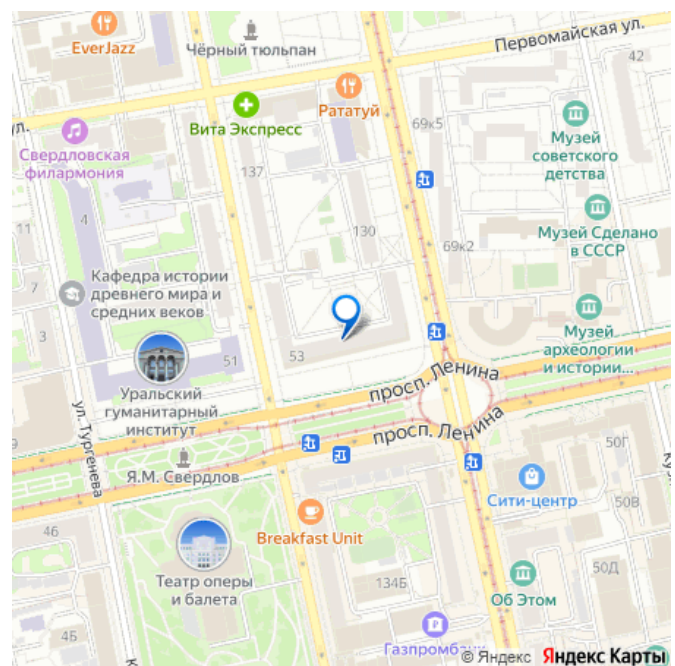 EverJazz
Чёрный тюльпан
Первомайская ул.
42
Рататуй
Вита Экспресс
69к5
ул.
Свердловская
филармония
137
Музей
советского
детства
4
130
Музей Сделано
в СССР
69к2
7
Кафедра истории
древнего мира и
средних веков
3
Музей
археологии
и истории...
53
51
просп. Ленина
Уральский
гуманитарный
институт
ул. Тургенева
просп. Ленина
50Г
Я.М. Свердлов
Сити-центр
50В
46
Breakfast Unit
Театр оперы
и балета
134Б
50Д
Об Этом
4Б
Газпромбанк
© Яндекс Яндекс Карты